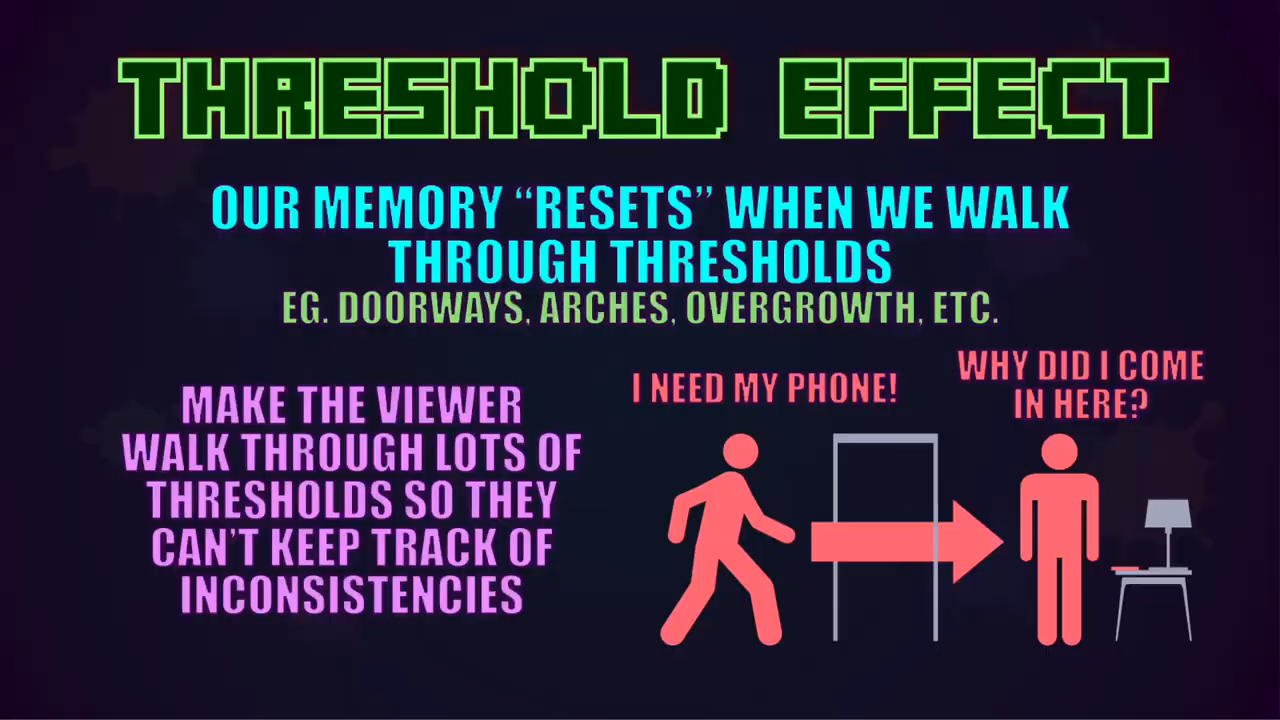 THRESHOLD EFFECT
OUR MEMORY “RESETS” WHEN WE WALK
THROUGH THRESHOLDS
EG. DOORWAYS, ARCHES, OVERGROWTH, ETC.
MAKE THE VIEWER
WALK THROUGH LOTS OF
THRESHOLDS SO THEY
CAN’T KEEP TRACK OF
INCONSISTENCIES
I NEED MY PHONE!
WHY DID I COME
IN HERE?